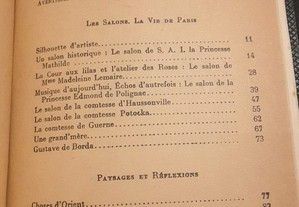 Les Salons. La Vie de Paris
Silhouette d'artiste. 11
Un salon historique : Le salon de S. A. I. la Princesse
Mathilde 14
La Cour aux lilas et l'atelier des Roses : Le salon de
Mme Madeleine Lemaire. 28
Musique d'aujourd'hui, Échos d'autrefois : Le salon de la
Princesse Edmond de Polignac 39
Le salon de la comtesse d'Haussonville 47
Le salon de la comtesse Potocka. 55
La comtesse de Guerne. 62
Une grand'mère. 67
Gustave de Borda. 73
Paysages et Réflexions
Choses d'Orient 77